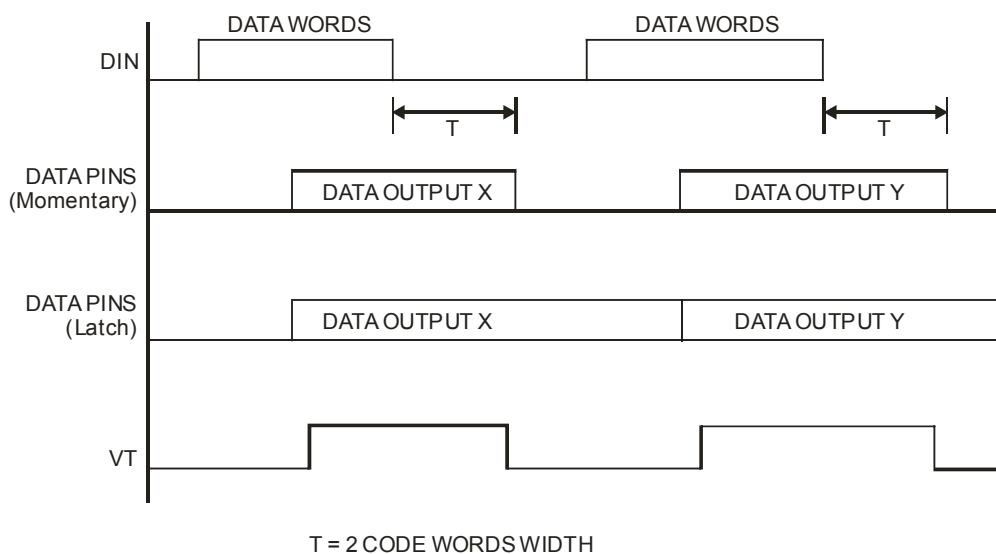 DATA WORDS DATA WORDS
DIN
T T
DATA PINS
(Momentary)
DATA OUTPUT X DATA OUTPUT Y
DATA PINS
(Latch)
DATA OUTPUT X DATA OUTPUT Y
VT
T = 2 CODE WORDS WIDTH